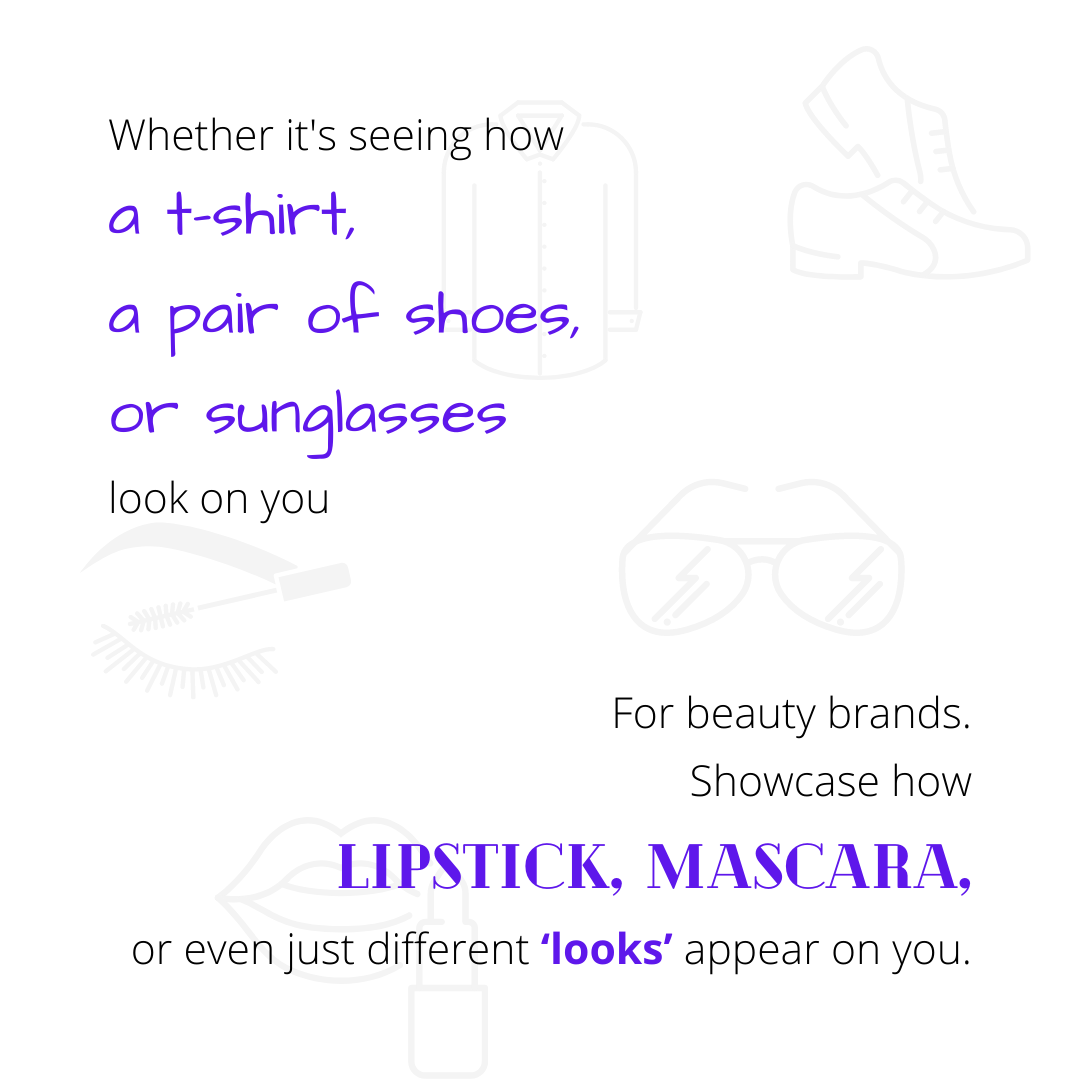 Whether it's seeing how
a t-shirt,
a pair of shoes,
or sunglasses
look on you
For beauty brands.
Showcase how
LIPSTICK, MASCARA,
or even just different ‘looks’ appear on you.